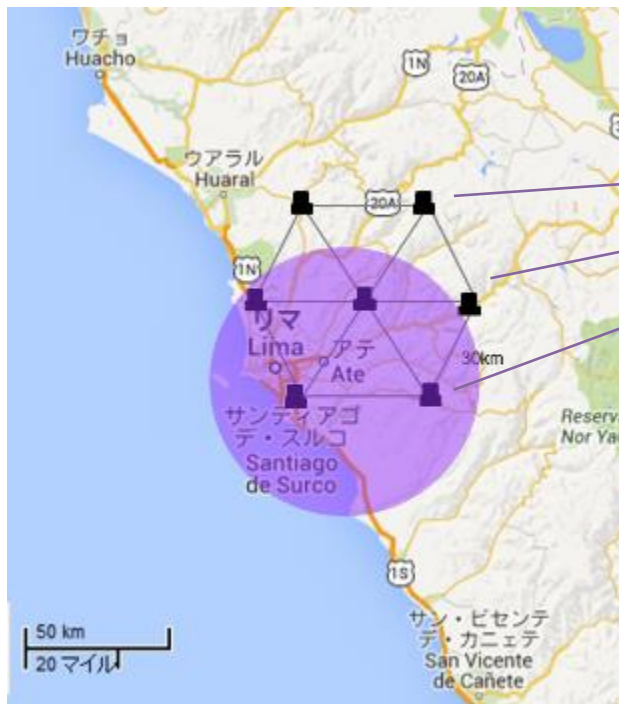 ワチョ
Huacho
1N
20A
ウアラル
Huaral
20A
1N
リマ
Lima
アテ
Ate
30km
サンティアゴ
デ・スルコ
Santiago
de Surco
Reserv
Nor Ya
1S
サン・ビセンテ
デ・カニェテ
San Vicente
de Cañete
50 km
20 マイル